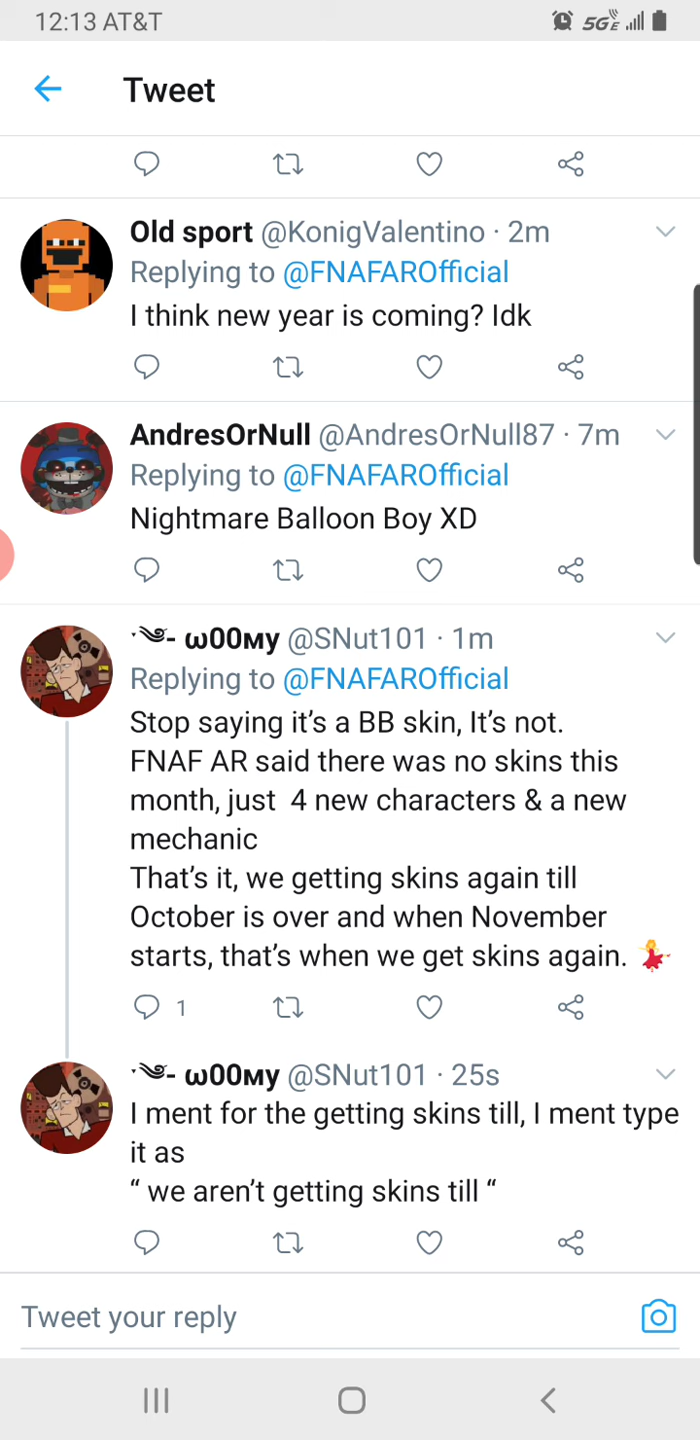 12:13 AT&T 5GE
Tweet
Old sport @KonigValentino · 2m
Replying to @FNAFAROfficial
I think new year is coming? Idk
AndresOrNull @AndresOrNull87 · 7m
Replying to @FNAFAROfficial
Nightmare Balloon Boy XD
·༄- ω00му @SNut101 · 1m
Replying to @FNAFAROfficial
Stop saying it’s a BB skin, It’s not.
FNAF AR said there was no skins this
month, just  4 new characters & a new
mechanic
That’s it, we getting skins again till
October is over and when November
starts, that’s when we get skins again. 💃
1
·༄- ω00му @SNut101 · 25s
I ment for the getting skins till, I ment type
it as
“ we aren’t getting skins till “
Tweet your reply